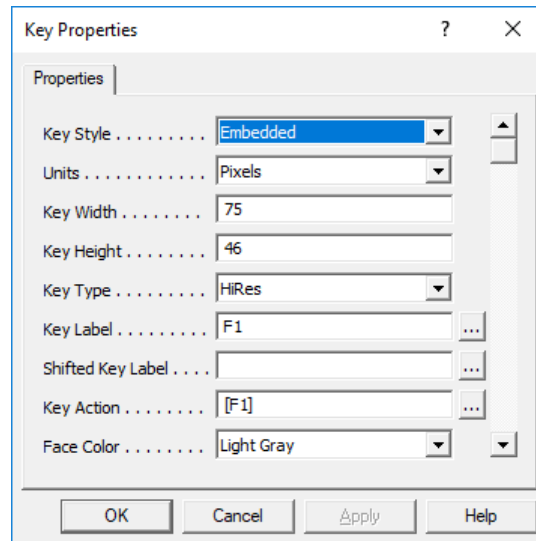 Key Properties ? ×
Properties
Key Style . . . . . . . . . Embedded
Units . . . . . . . . . . . . Pixels
Key Width . . . . . . . . 75
Key Height . . . . . . . . 46
Key Type . . . . . . . . . HiRes
Key Label . . . . . . . . . F1 ...
Shifted Key Label . . . . ...
Key Action . . . . . . . . [F1] ...
Face Color . . . . . . . . Light Gray
OK Cancel Apply Help